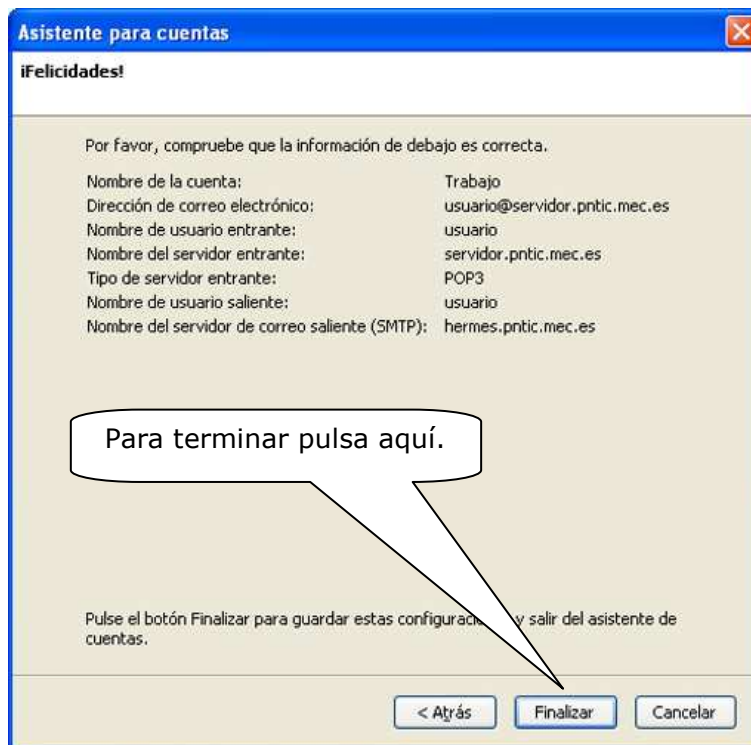 Asistente para cuentas
¡Felicidades!
Por favor, compruebe que la información de debajo es correcta.
Nombre de la cuenta: Trabajo
Dirección de correo electrónico: usuario@servidor.pntic.mec.es
Nombre de usuario entrante: usuario
Nombre del servidor entrante: servidor.pntic.mec.es
Tipo de servidor entrante: POP3
Nombre de usuario saliente: usuario
Nombre del servidor de correo saliente (SMTP): hermes.pntic.mec.es
Para terminar pulsa aquí.
Pulse el botón Finalizar para guardar estas y salir del asistente de
cuentas.
< Atrás Finalizar Cancelar